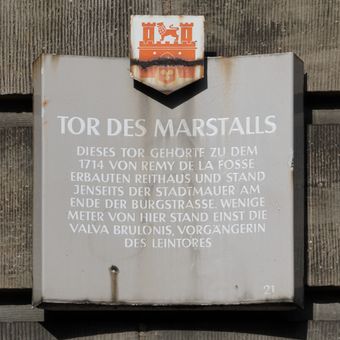 TOR DES MARSTALLS
DIESES TOR GEHÖRTE ZU DEM
1714 VON REMY DE LA FOSSE
ERBAUTEN REITHAUS UND STAND
JENSEITS DER STADTMAUER AM
ENDE DER BURGSTRASSE. WENIGE
METER VON HIER STAND EINST DIE
VALVA BRULONIS, VORGÄNGERIN
DES LEINTORES
21